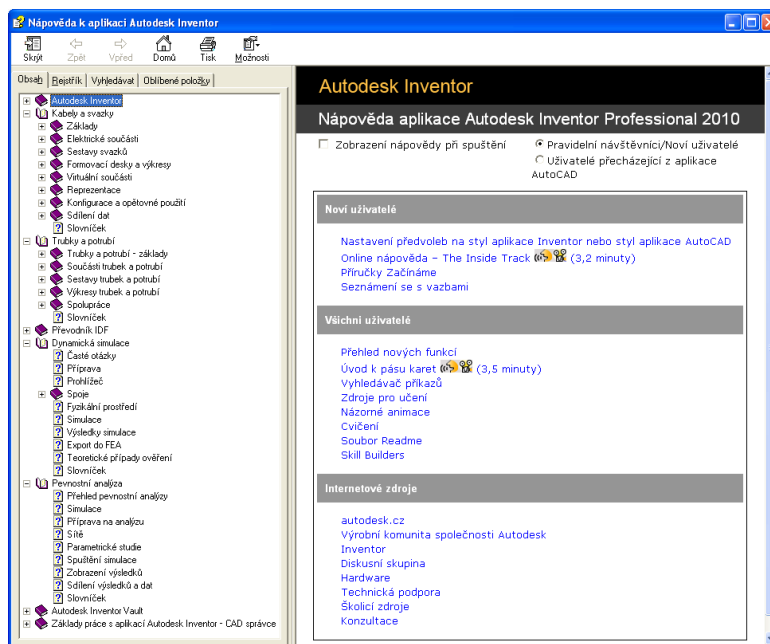 Nápověda k aplikaci Autodesk Inventor
Skrýt Zpět Vpřed Domů Tisk Možnosti
Obsah Rejstřík Vyhledávat Oblíbené položky
Autodesk Inventor
Kabely a svazky
Základy
Elektrické součásti
Sestavy svazků
Formovací desky a výkresy
Virtuální součásti
Reprezentace
Konfigurace a opětovné použití
Sdílení dat
Slovníček
Trubky a potrubí
Trubky a potrubí - základy
Součásti trubek a potrubí
Sestavy trubek a potrubí
Výkresy trubek a potrubí
Spolupráce
Slovníček
Převodník IDF
Dynamická simulace
Časté otázky
Příprava
Prohlížeč
Spoje
Fyzikální prostředí
Simulace
Výsledky simulace
Export do FEA
Teoretické případy ověření
Slovníček
Pevnostní analýza
Přehled pevnostní analýzy
Simulace
Příprava na analýzu
Sítě
Parametrické studie
Spuštění simulace
Zobrazení výsledků
Sdílení výsledků a dat
Slovníček
Autodesk Inventor Vault
Základy práce s aplikací Autodesk Inventor - CAD správce
Autodesk Inventor
Nápověda aplikace Autodesk Inventor Professional 2010
Zobrazení nápovědy při spuštění
Pravidelní návštěvníci/Noví uživatelé
Uživatelé přecházející z aplikace
AutoCAD
Noví uživatelé
Nastavení předvoleb na styl aplikace Inventor nebo styl aplikace AutoCAD
Online nápověda – The Inside Track (3,2 minuty)
Příručky Začínáme
Seznámení se s vazbami
Všichni uživatelé
Přehled nových funkcí
Úvod k pásu karet (3,5 minuty)
Vyhledávač příkazů
Zdroje pro učení
Názorné animace
Cvičení
Soubor Readme
Skill Builders
Internetové zdroje
autodesk.cz
Výrobní komunita společnosti Autodesk
Inventor
Diskusní skupina
Hardware
Technická podpora
Školicí zdroje
Konzultace